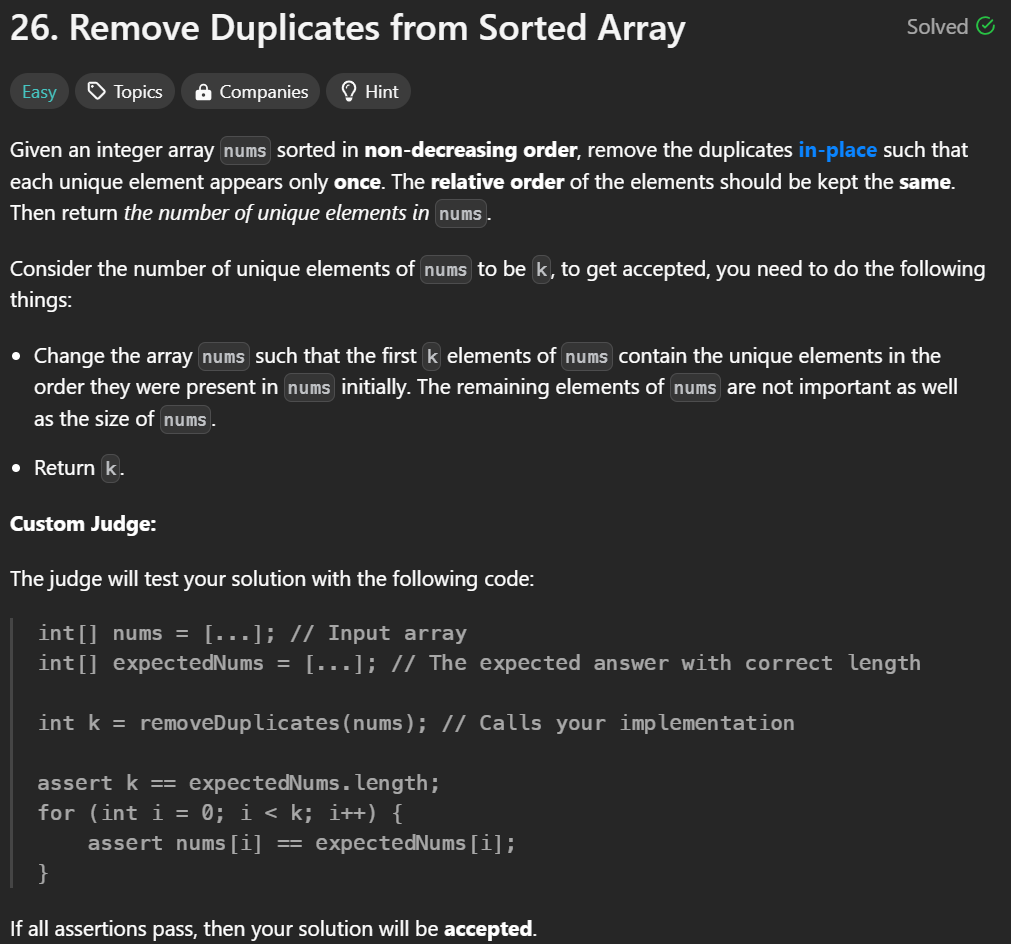 26. Remove Duplicates from Sorted Array
Solved
Easy
Topics
Companies
Hint
Given an integer array nums sorted in non-decreasing order, remove the duplicates in-place such that
each unique element appears only once. The relative order of the elements should be kept the same.
Then return the number of unique elements in nums.
Consider the number of unique elements of nums to be k, to get accepted, you need to do the following
things:
• Change the array nums such that the first k elements of nums contain the unique elements in the
order they were present in nums initially. The remaining elements of nums are not important as well
as the size of nums.
• Return k.
Custom Judge:
The judge will test your solution with the following code:
int[] nums = [...]; // Input array
int[] expectedNums = [...]; // The expected answer with correct length
int k = removeDuplicates(nums); // Calls your implementation
assert k == expectedNums.length;
for (int i = 0; i < k; i++) {
    assert nums[i] == expectedNums[i];
}
If all assertions pass, then your solution will be accepted.